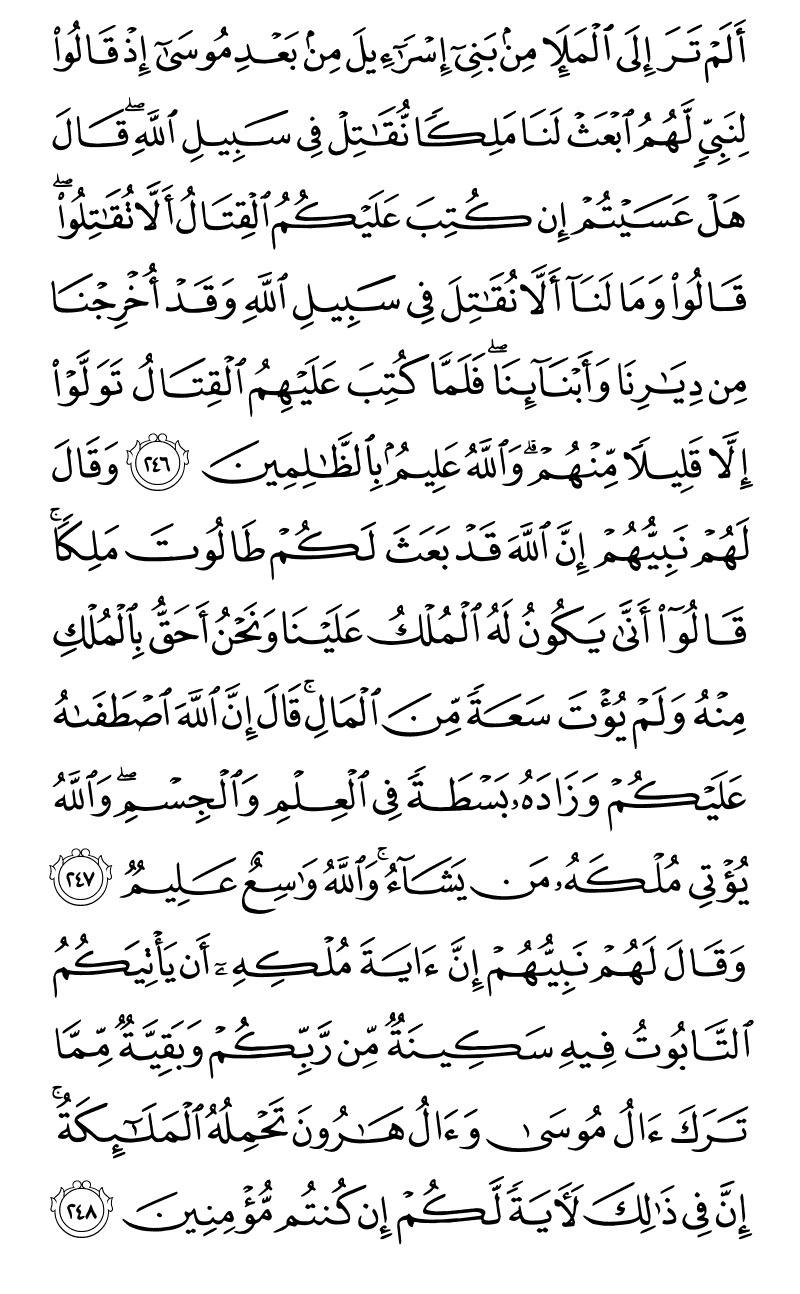 أَلَمۡ تَرَ إِلَى ٱلۡمَلَإِ مِنۢ بَنِيٓ إِسۡرَٰٓءِيلَ مِنۢ بَعۡدِ مُوسَىٰٓ إِذۡ قَالُواْ
لِنَبِيّٖ لَّهُمُ ٱبۡعَثۡ لَنَا مَلِكٗا نُّقَٰتِلۡ فِي سَبِيلِ ٱللَّهِۖ قَالَ
هَلۡ عَسَيۡتُمۡ إِن كُتِبَ عَلَيۡكُمُ ٱلۡقِتَالُ أَلَّا تُقَٰتِلُواْۖ
قَالُواْ وَمَا لَنَآ أَلَّا نُقَٰتِلَ فِي سَبِيلِ ٱللَّهِ وَقَدۡ أُخۡرِجۡنَا
مِن دِيَٰرِنَا وَأَبۡنَآئِنَاۖ فَلَمَّا كُتِبَ عَلَيۡهِمُ ٱلۡقِتَالُ تَوَلَّوۡاْ
إِلَّا قَلِيلٗا مِّنۡهُمۡۚ وَٱللَّهُ عَلِيمُۢ بِٱلظَّٰلِمِينَ ٢٤٦ وَقَالَ
لَهُمۡ نَبِيُّهُمۡ إِنَّ ٱللَّهَ قَدۡ بَعَثَ لَكُمۡ طَالُوتَ مَلِكٗاۚ
قَالُوٓاْ أَنَّىٰ يَكُونُ لَهُ ٱلۡمُلۡكُ عَلَيۡنَا وَنَحۡنُ أَحَقُّ بِٱلۡمُلۡكِ
مِنۡهُ وَلَمۡ يُؤۡتَ سَعَةٗ مِّنَ ٱلۡمَالِۚ قَالَ إِنَّ ٱللَّهَ ٱصۡطَفَىٰهُ
عَلَيۡكُمۡ وَزَادَهُۥ بَسۡطَةٗ فِي ٱلۡعِلۡمِ وَٱلۡجِسۡمِۖ وَٱللَّهُ
يُؤۡتِي مُلۡكَهُۥ مَن يَشَآءُۚ وَٱللَّهُ وَٰسِعٌ عَلِيمٞ ٢٤٧
وَقَالَ لَهُمۡ نَبِيُّهُمۡ إِنَّ ءَايَةَ مُلۡكِهِۦٓ أَن يَأۡتِيَكُمُ
ٱلتَّابُوتُ فِيهِ سَكِينَةٞ مِّن رَّبِّكُمۡ وَبَقِيَّةٞ مِّمَّا
تَرَكَ ءَالُ مُوسَىٰ وَءَالُ هَٰرُونَ تَحۡمِلُهُ ٱلۡمَلَٰٓئِكَةُۚ
إِنَّ فِي ذَٰلِكَ لَأٓيَةٗ لَّكُمۡ إِن كُنتُم مُّؤۡمِنِينَ ٢٤٨